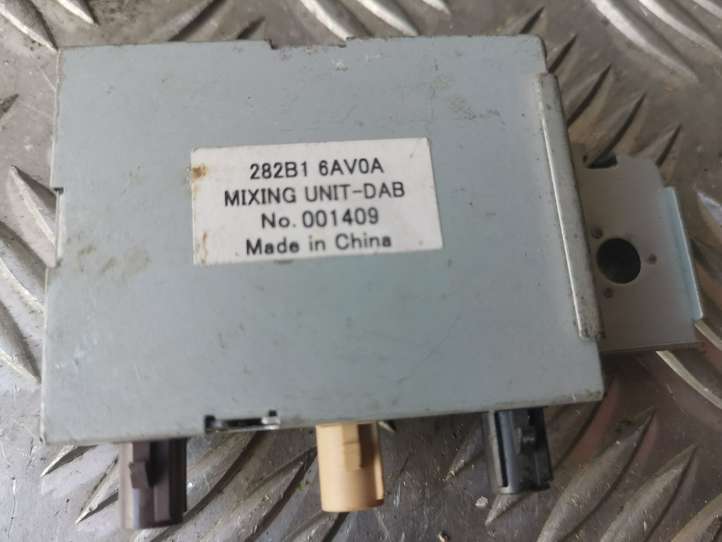 282B1 6AV0A
MIXING UNIT-DAB
No. 001409
Made in China